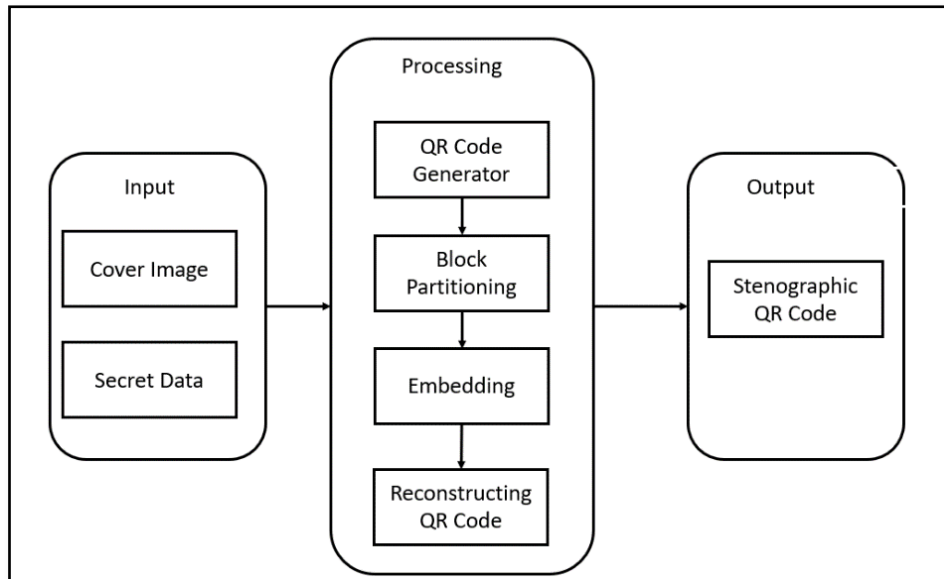 Input
Cover Image
Secret Data
Processing
QR Code
Generator
Block
Partitioning
Embedding
Reconstructing
QR Code
Output
Stenographic
QR Code